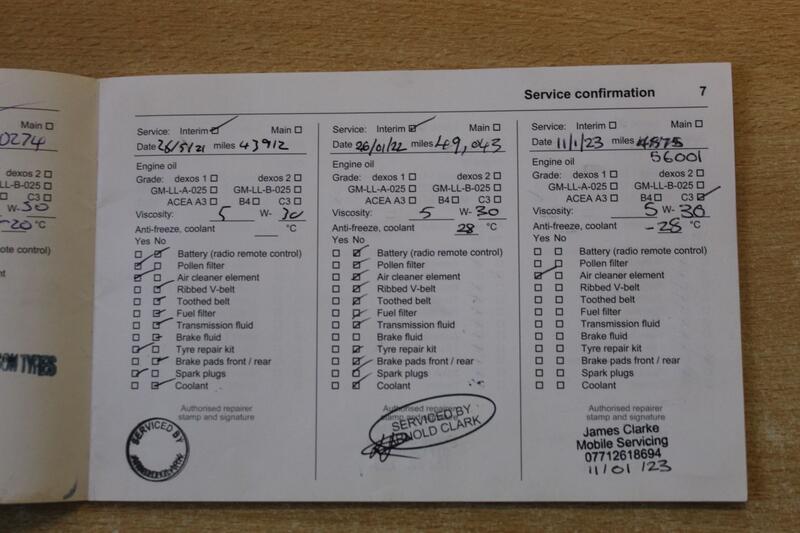 Service confirmation 7
Main
0274
2
LL-B-025
C3
W-30
-20 °C
ote control)
ON TYRES
Service: Interim Main
Date 26/5/21 miles 43912
Engine oil
Grade: dexos 1 dexos 2
GM-LL-A-025 GM-LL-B-025
ACEA A3 B4 C3
Viscosity: 5 W- 30
Anti-freeze, coolant °C
Yes No
Battery (radio remote control)
Pollen filter
Air cleaner element
Ribbed V-belt
Toothed belt
Fuel filter
Transmission fluid
Brake fluid
Tyre repair kit
Brake pads front / rear
Spark plugs
Coolant
Authorised repairer
stamp and signature
SERVICED BY
Service: Interim Main
Date 26/01/22 miles 49,043
Engine oil
Grade: dexos 1 dexos 2
GM-LL-A-025 GM-LL-B-025
ACEA A3 B4 C3
Viscosity: 5 W- 30
Anti-freeze, coolant 28 °C
Yes No
Battery (radio remote control)
Pollen filter
Air cleaner element
Ribbed V-belt
Toothed belt
Fuel filter
Transmission fluid
Brake fluid
Tyre repair kit
Brake pads front / rear
Spark plugs
Coolant
Authorised repairer
stamp and signature
SERVICED BY
ARNOLD CLARK
Service: Interim Main
Date 11/1/23 miles
56001
Engine oil
Grade: dexos 1 dexos 2
GM-LL-A-025 GM-LL-B-025
ACEA A3 B4 C3
Viscosity: 5 W- 30
Anti-freeze, coolant -28 °C
Yes No
Battery (radio remote control)
Pollen filter
Air cleaner element
Ribbed V-belt
Toothed belt
Fuel filter
Transmission fluid
Brake fluid
Tyre repair kit
Brake pads front / rear
Spark plugs
Coolant
Authorised repairer
stamp and signature
James Clarke
Mobile Servicing
07712618694
11/01/23